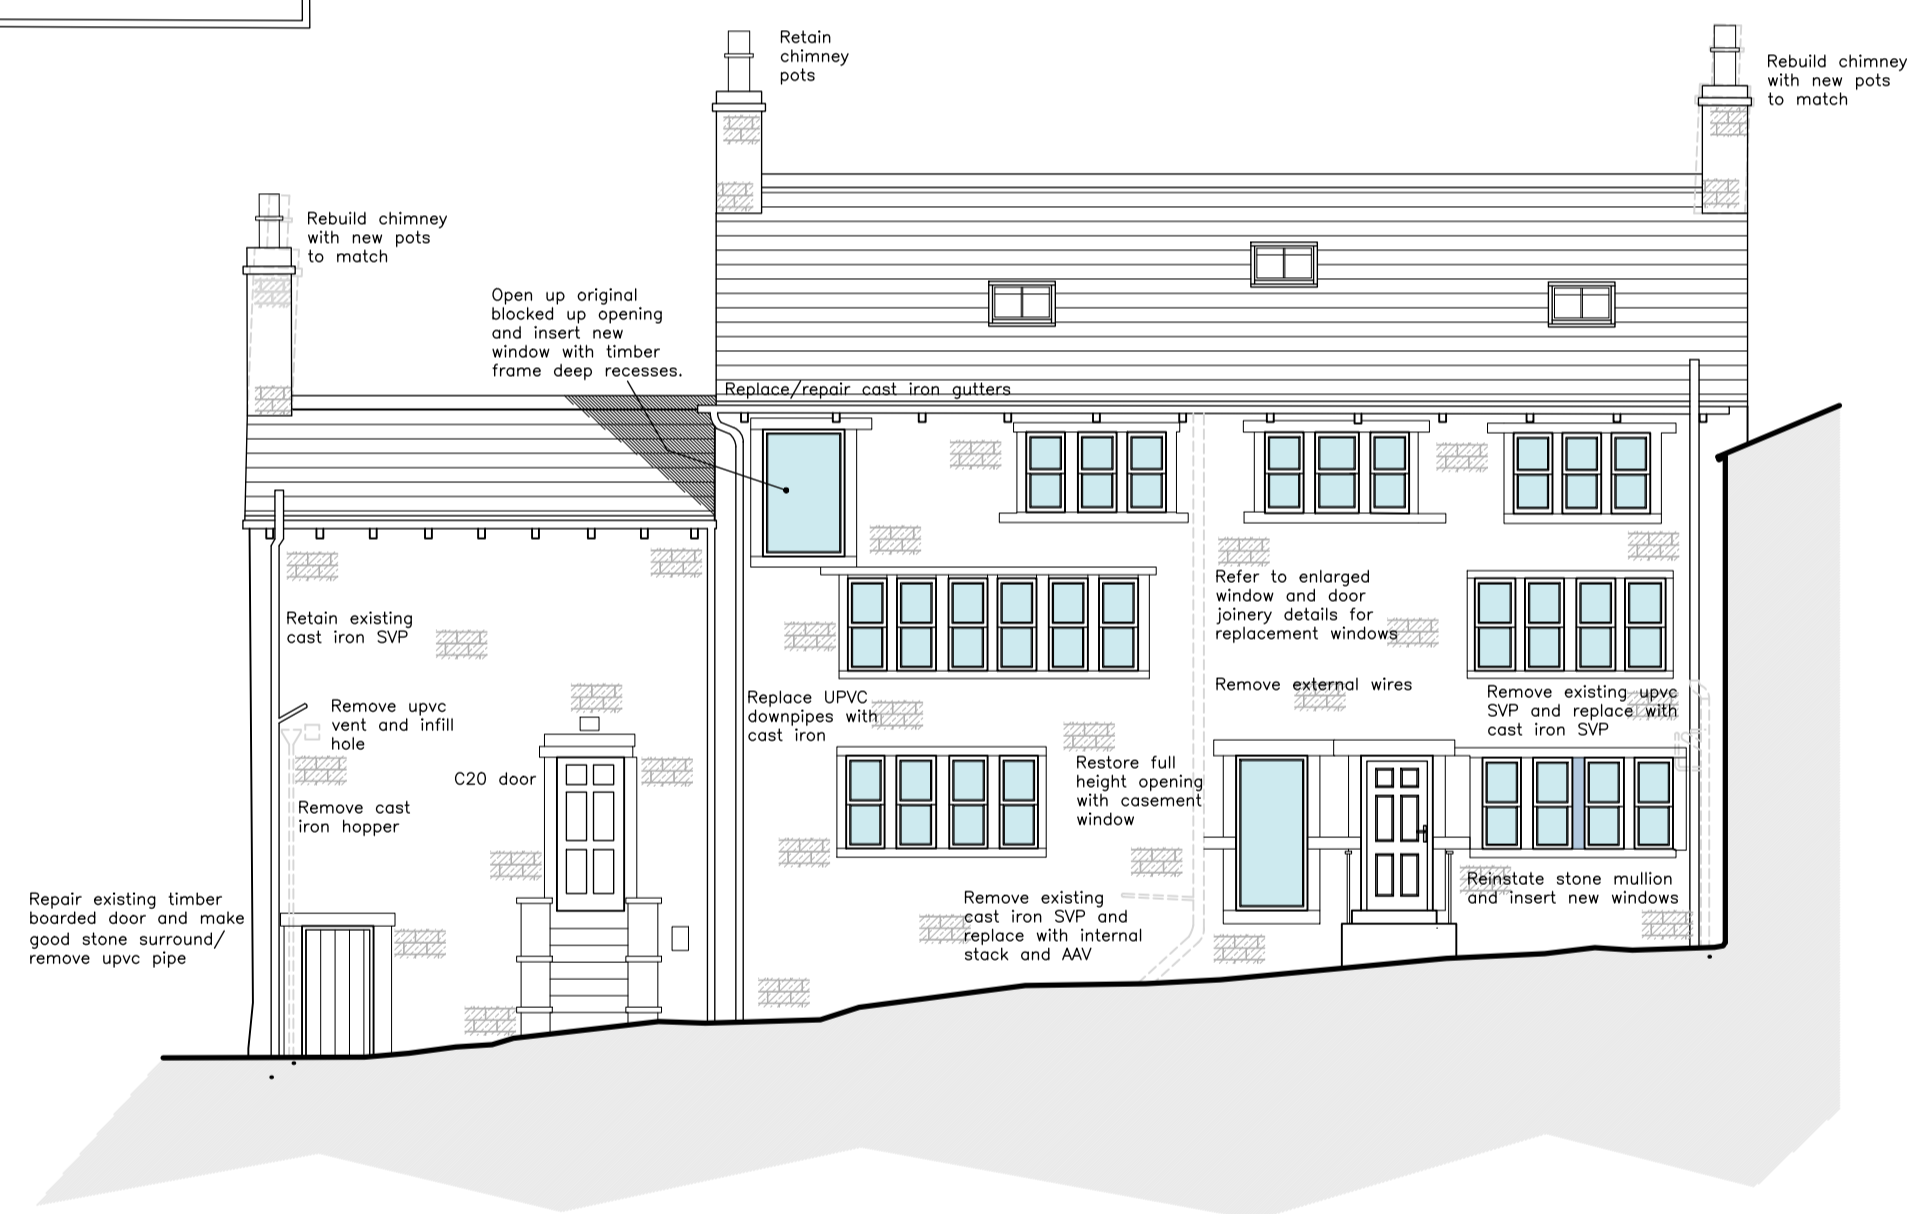 Retain
chimney
pots
Rebuild chimney
with new pots
to match
Rebuild chimney
with new pots
to match
Open up original
blocked up opening
and insert new
window with timber
frame deep recesses.
Replace/repair cast iron gutters
Retain existing
cast iron SVP
Refer to enlarged
window and door
joinery details for
replacement windows
Remove external wires
Remove upvc
vent and infill
hole
Replace UPVC
downpipes with
cast iron
Remove existing upvc
SVP and replace with
cast iron SVP
C20 door
Restore full
height opening
with casement
window
Remove cast
iron hopper
Repair existing timber
boarded door and make
good stone surround/
remove upvc pipe
Remove existing
cast iron SVP and
replace with internal
stack and AAV
Reinstate stone mullion
and insert new windows